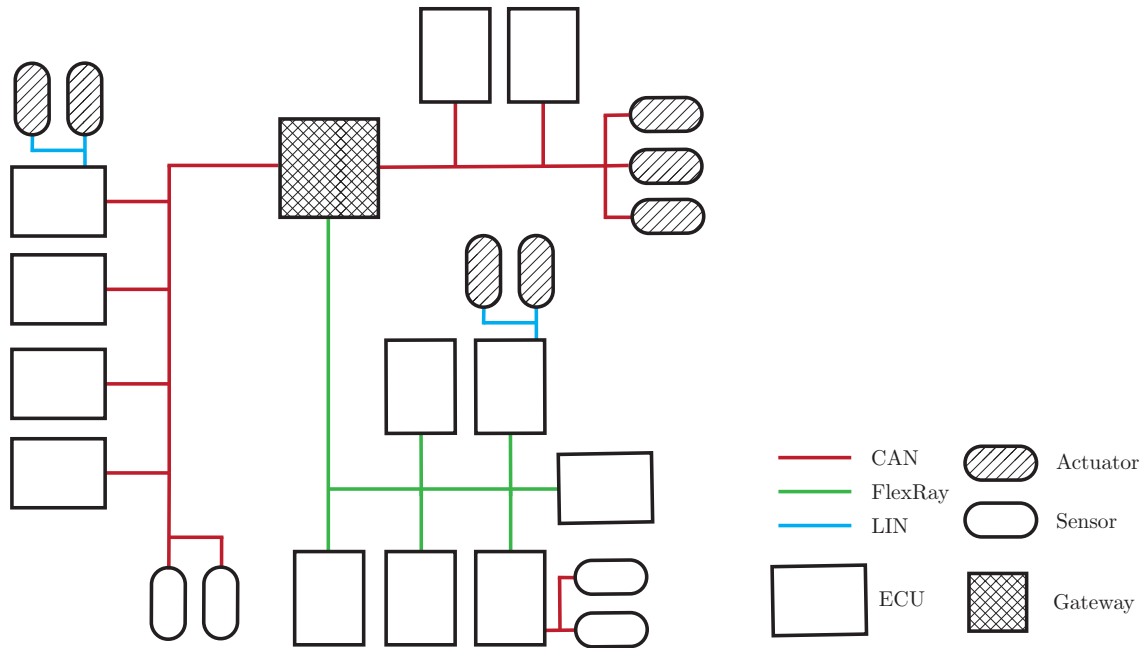 CAN
FlexRay
LIN
ECU
Actuator
Sensor
Gateway